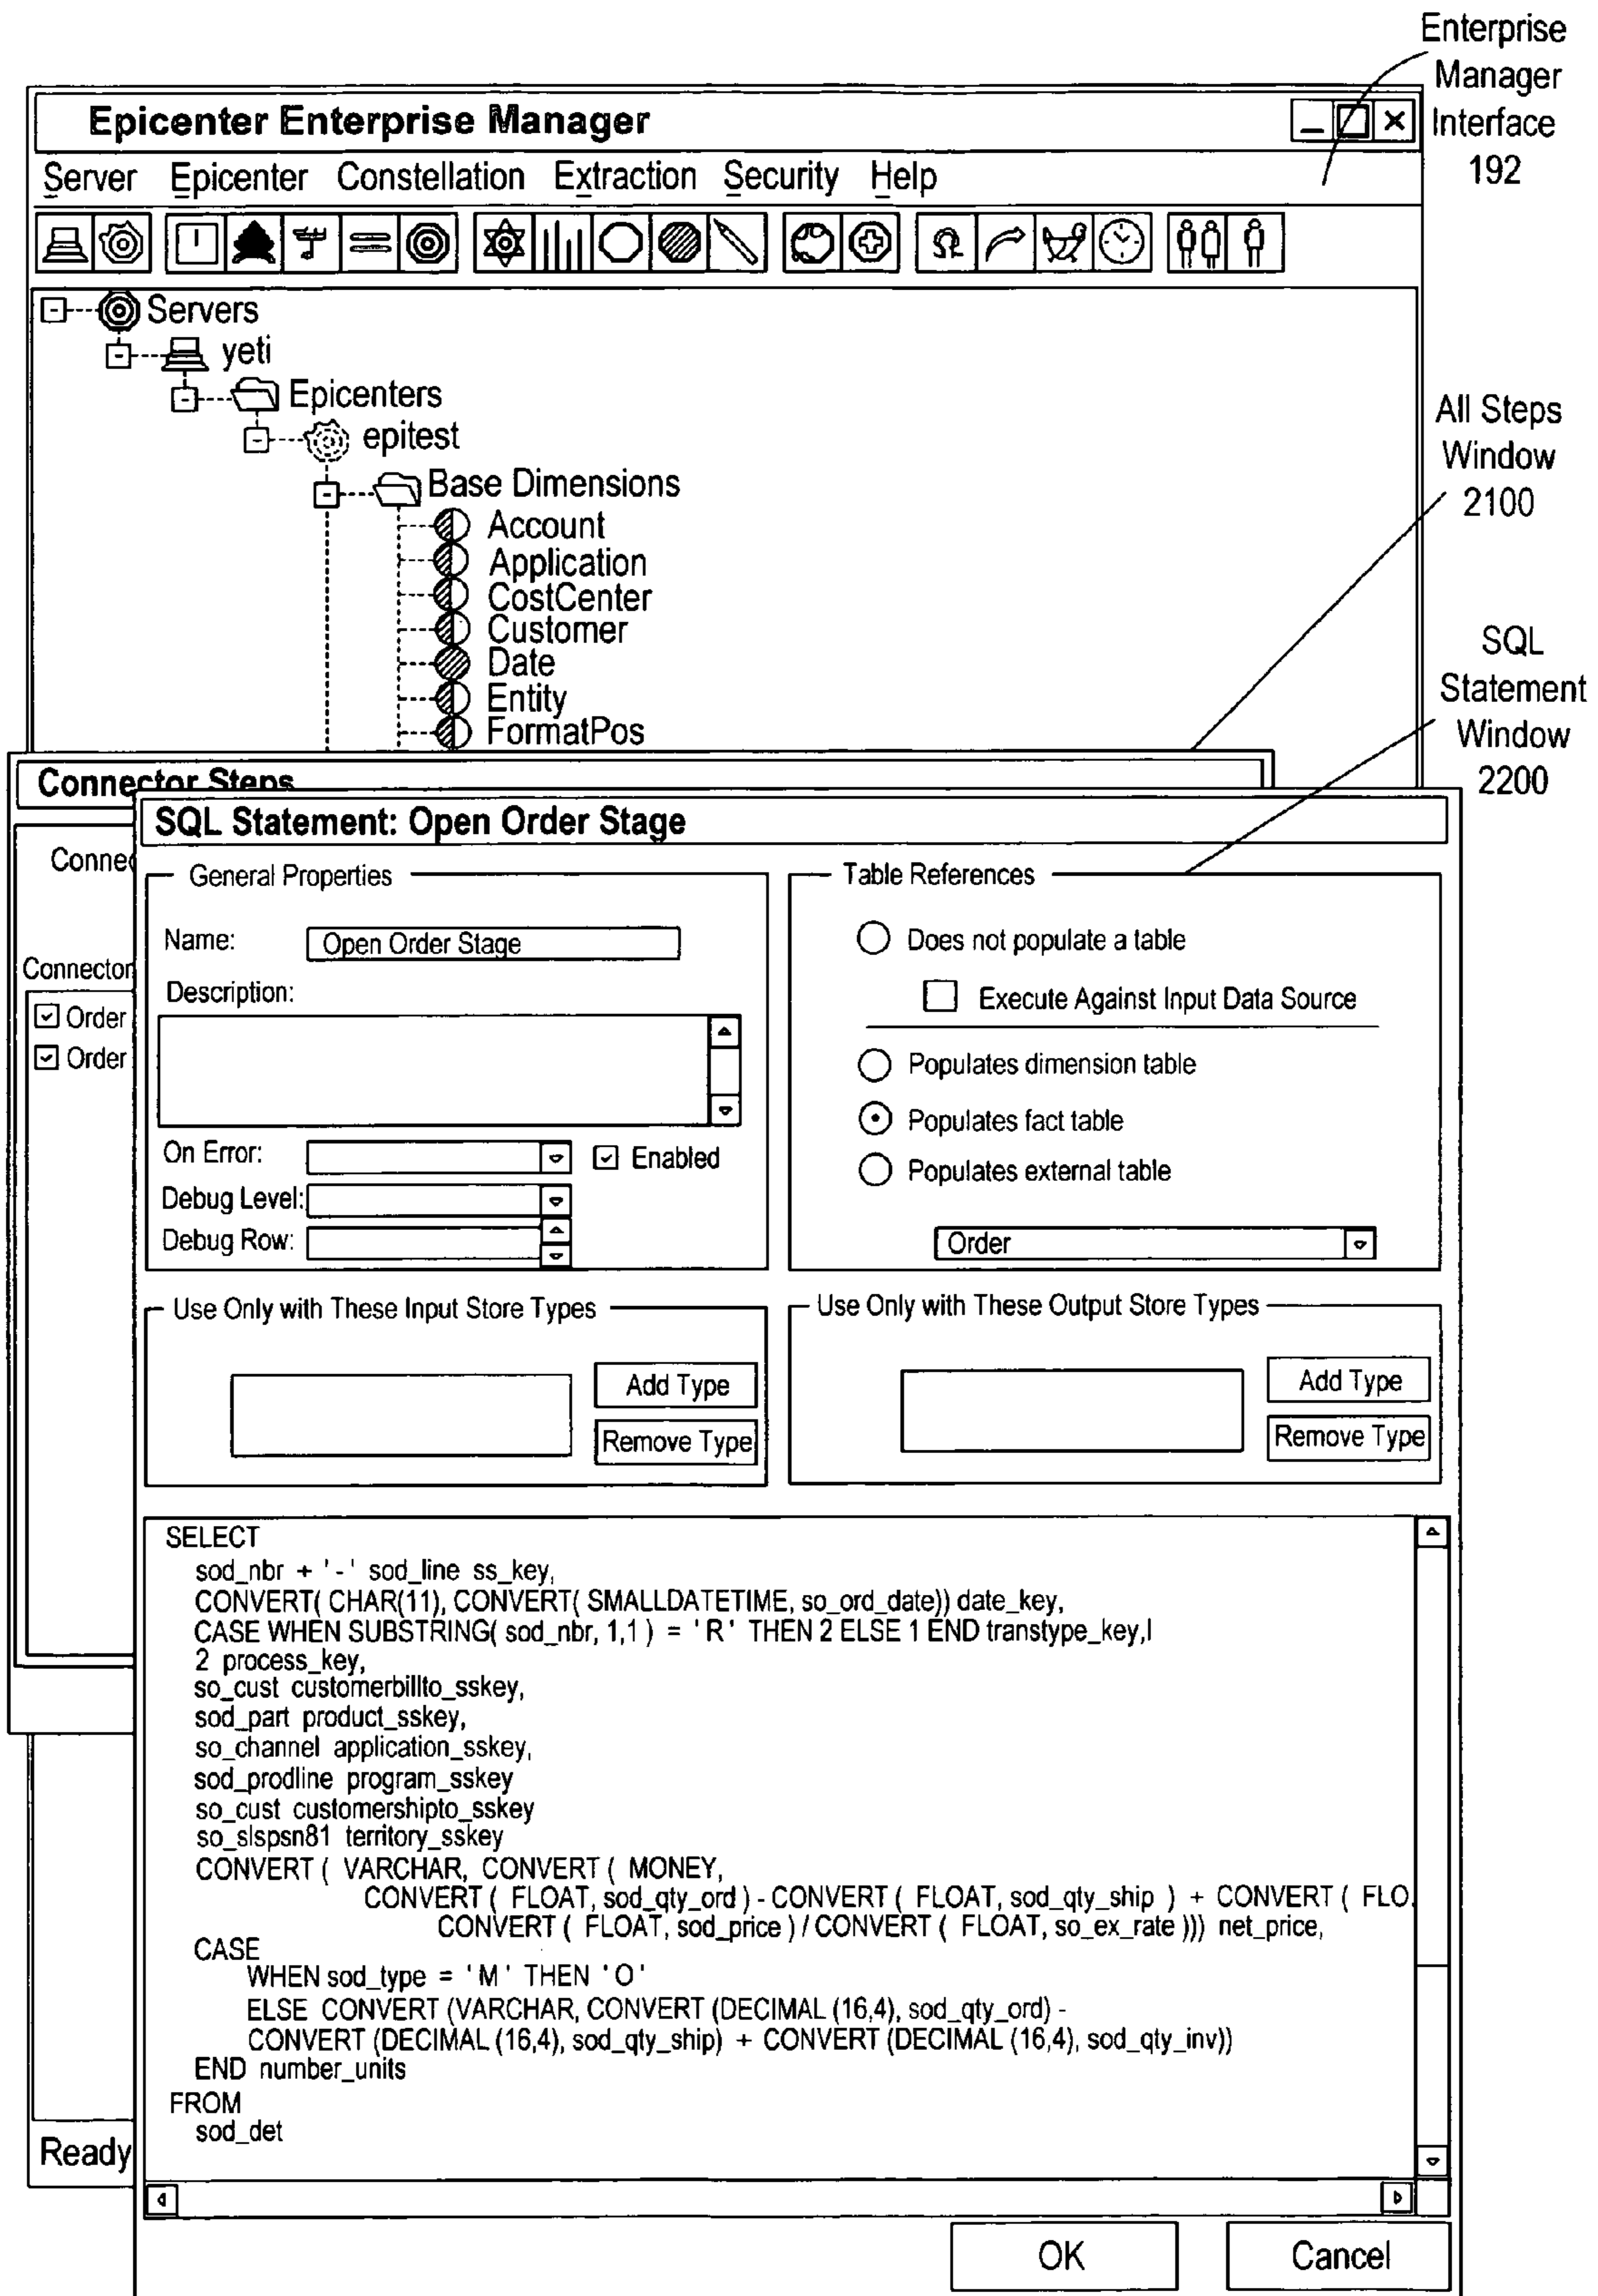 Enterprise
Manager
Interface
192
Epicenter Enterprise Manager
Server Epicenter Constellation Extraction Security Help
Servers
yeti
Epicenters
epitest
Base Dimensions
Account
Application
CostCenter
Customer
Date
Entity
FormatPos
All Steps
Window
2100
SQL
Statement
Window
2200
Connector Steps
Connec
Connector
Order
Order
Ready
SQL Statement: Open Order Stage
General Properties
Name: Open Order Stage
Description:
On Error: Enabled
Debug Level:
Debug Row:
Table References
Does not populate a table
Execute Against Input Data Source
Populates dimension table
Populates fact table
Populates external table
Order
Use Only with These Input Store Types
Add Type
Remove Type
Use Only with These Output Store Types
Add Type
Remove Type
SELECT
sod_nbr + '-' sod_line ss_key,
CONVERT( CHAR(11), CONVERT( SMALLDATETIME, so_ord_date)) date_key,
CASE WHEN SUBSTRING( sod_nbr, 1,1 ) = 'R' THEN 2 ELSE 1 END transtype_key,l
2 process_key,
so_cust customerbillto_sskey,
sod_part product_sskey,
so_channel application_sskey,
sod_prodline program_sskey
so_cust customershipto_sskey
so_slspsn81 territory_sskey
CONVERT ( VARCHAR, CONVERT ( MONEY,
CONVERT ( FLOAT, sod_qty_ord ) - CONVERT ( FLOAT, sod_qty_ship ) + CONVERT ( FLO.
CONVERT ( FLOAT, sod_price ) / CONVERT ( FLOAT, so_ex_rate ))) net_price,
CASE
WHEN sod_type = 'M' THEN 'O'
ELSE CONVERT (VARCHAR, CONVERT (DECIMAL (16,4), sod_qty_ord) -
CONVERT (DECIMAL (16,4), sod_qty_ship) + CONVERT (DECIMAL (16,4), sod_qty_inv))
END number_units
FROM
sod_det
OK
Cancel